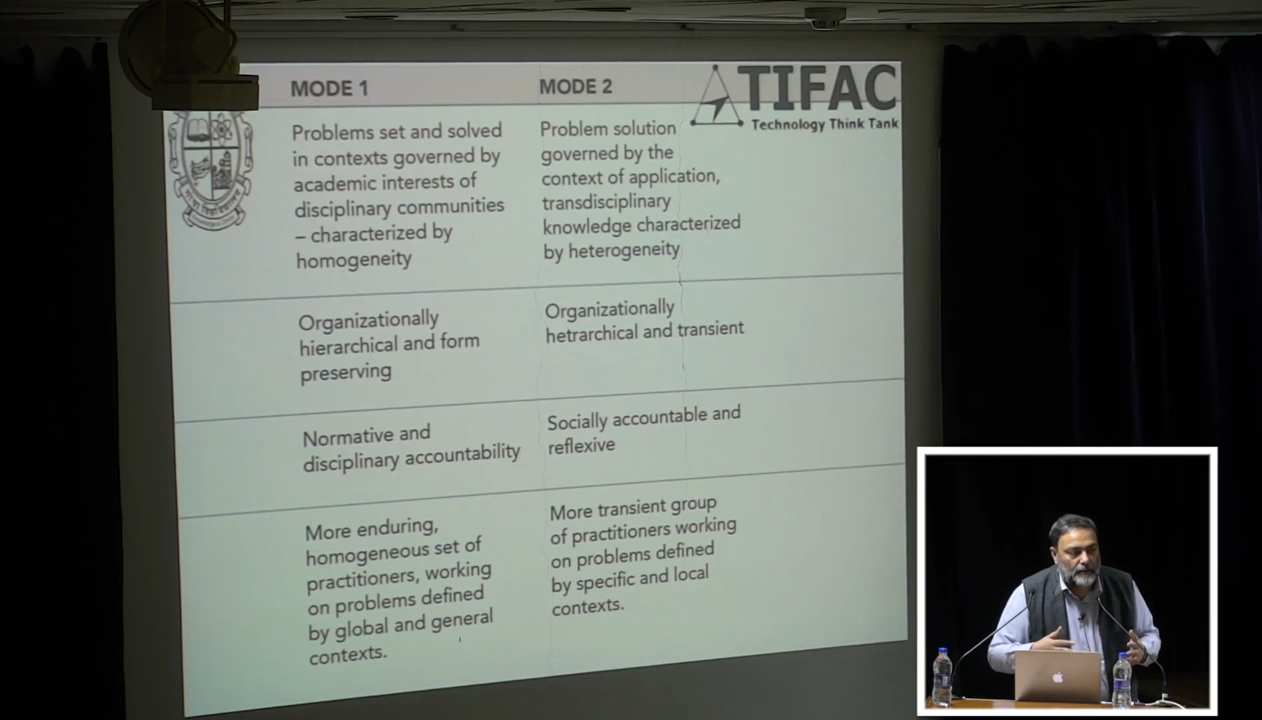 MODE 1
Problems set and solved
in contexts governed by
academic interests of
disciplinary communities
– characterized by
homogeneity
Organizationally
hierarchical and form
preserving
Normative and
disciplinary accountability
More enduring,
homogeneous set of
practitioners, working
on problems defined
by global and general
contexts.
MODE 2
Problem solution
governed by the
context of application,
transdisciplinary
knowledge characterized
by heterogeneity
Organizationally
hetrarchical and transient
Socially accountable and
reflexive
More transient group
of practitioners working
on problems defined
by specific and local
contexts.
TIFAC
Technology Think Tank